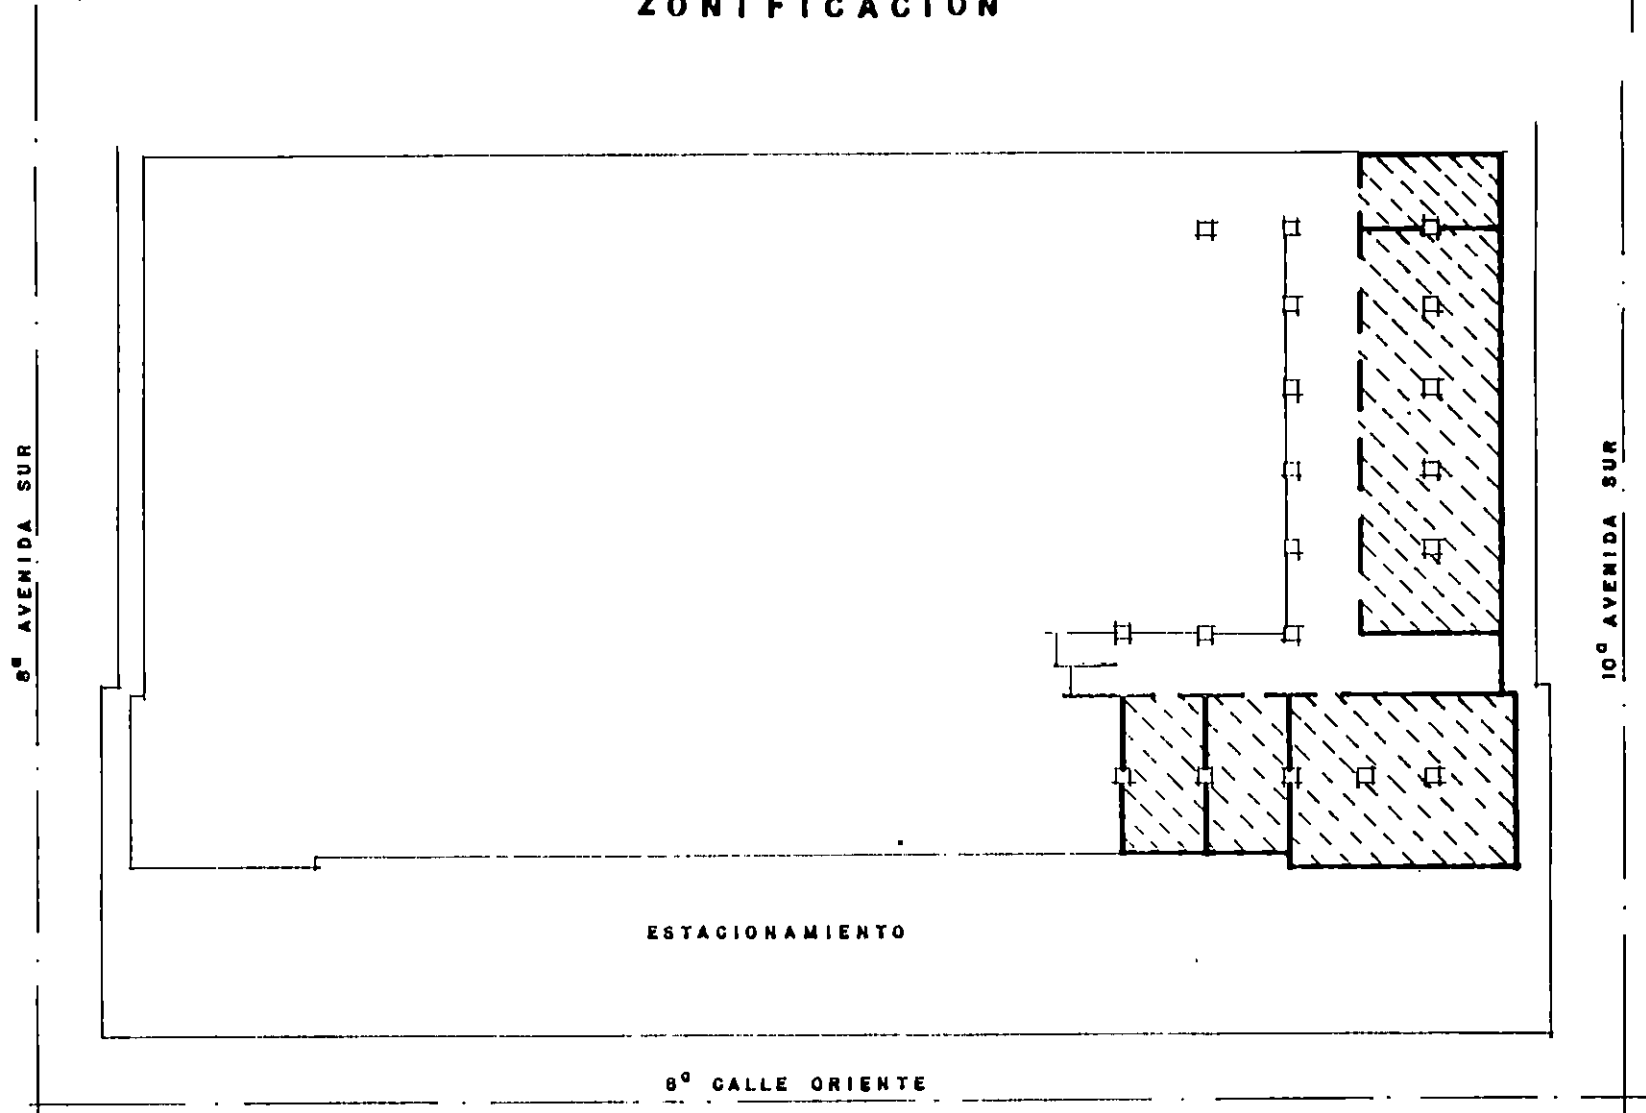 ZONIFICACION
8ª AVENIDA SUR
10ª AVENIDA SUR
ESTACIONAMIENTO
8ª CALLE ORIENTE